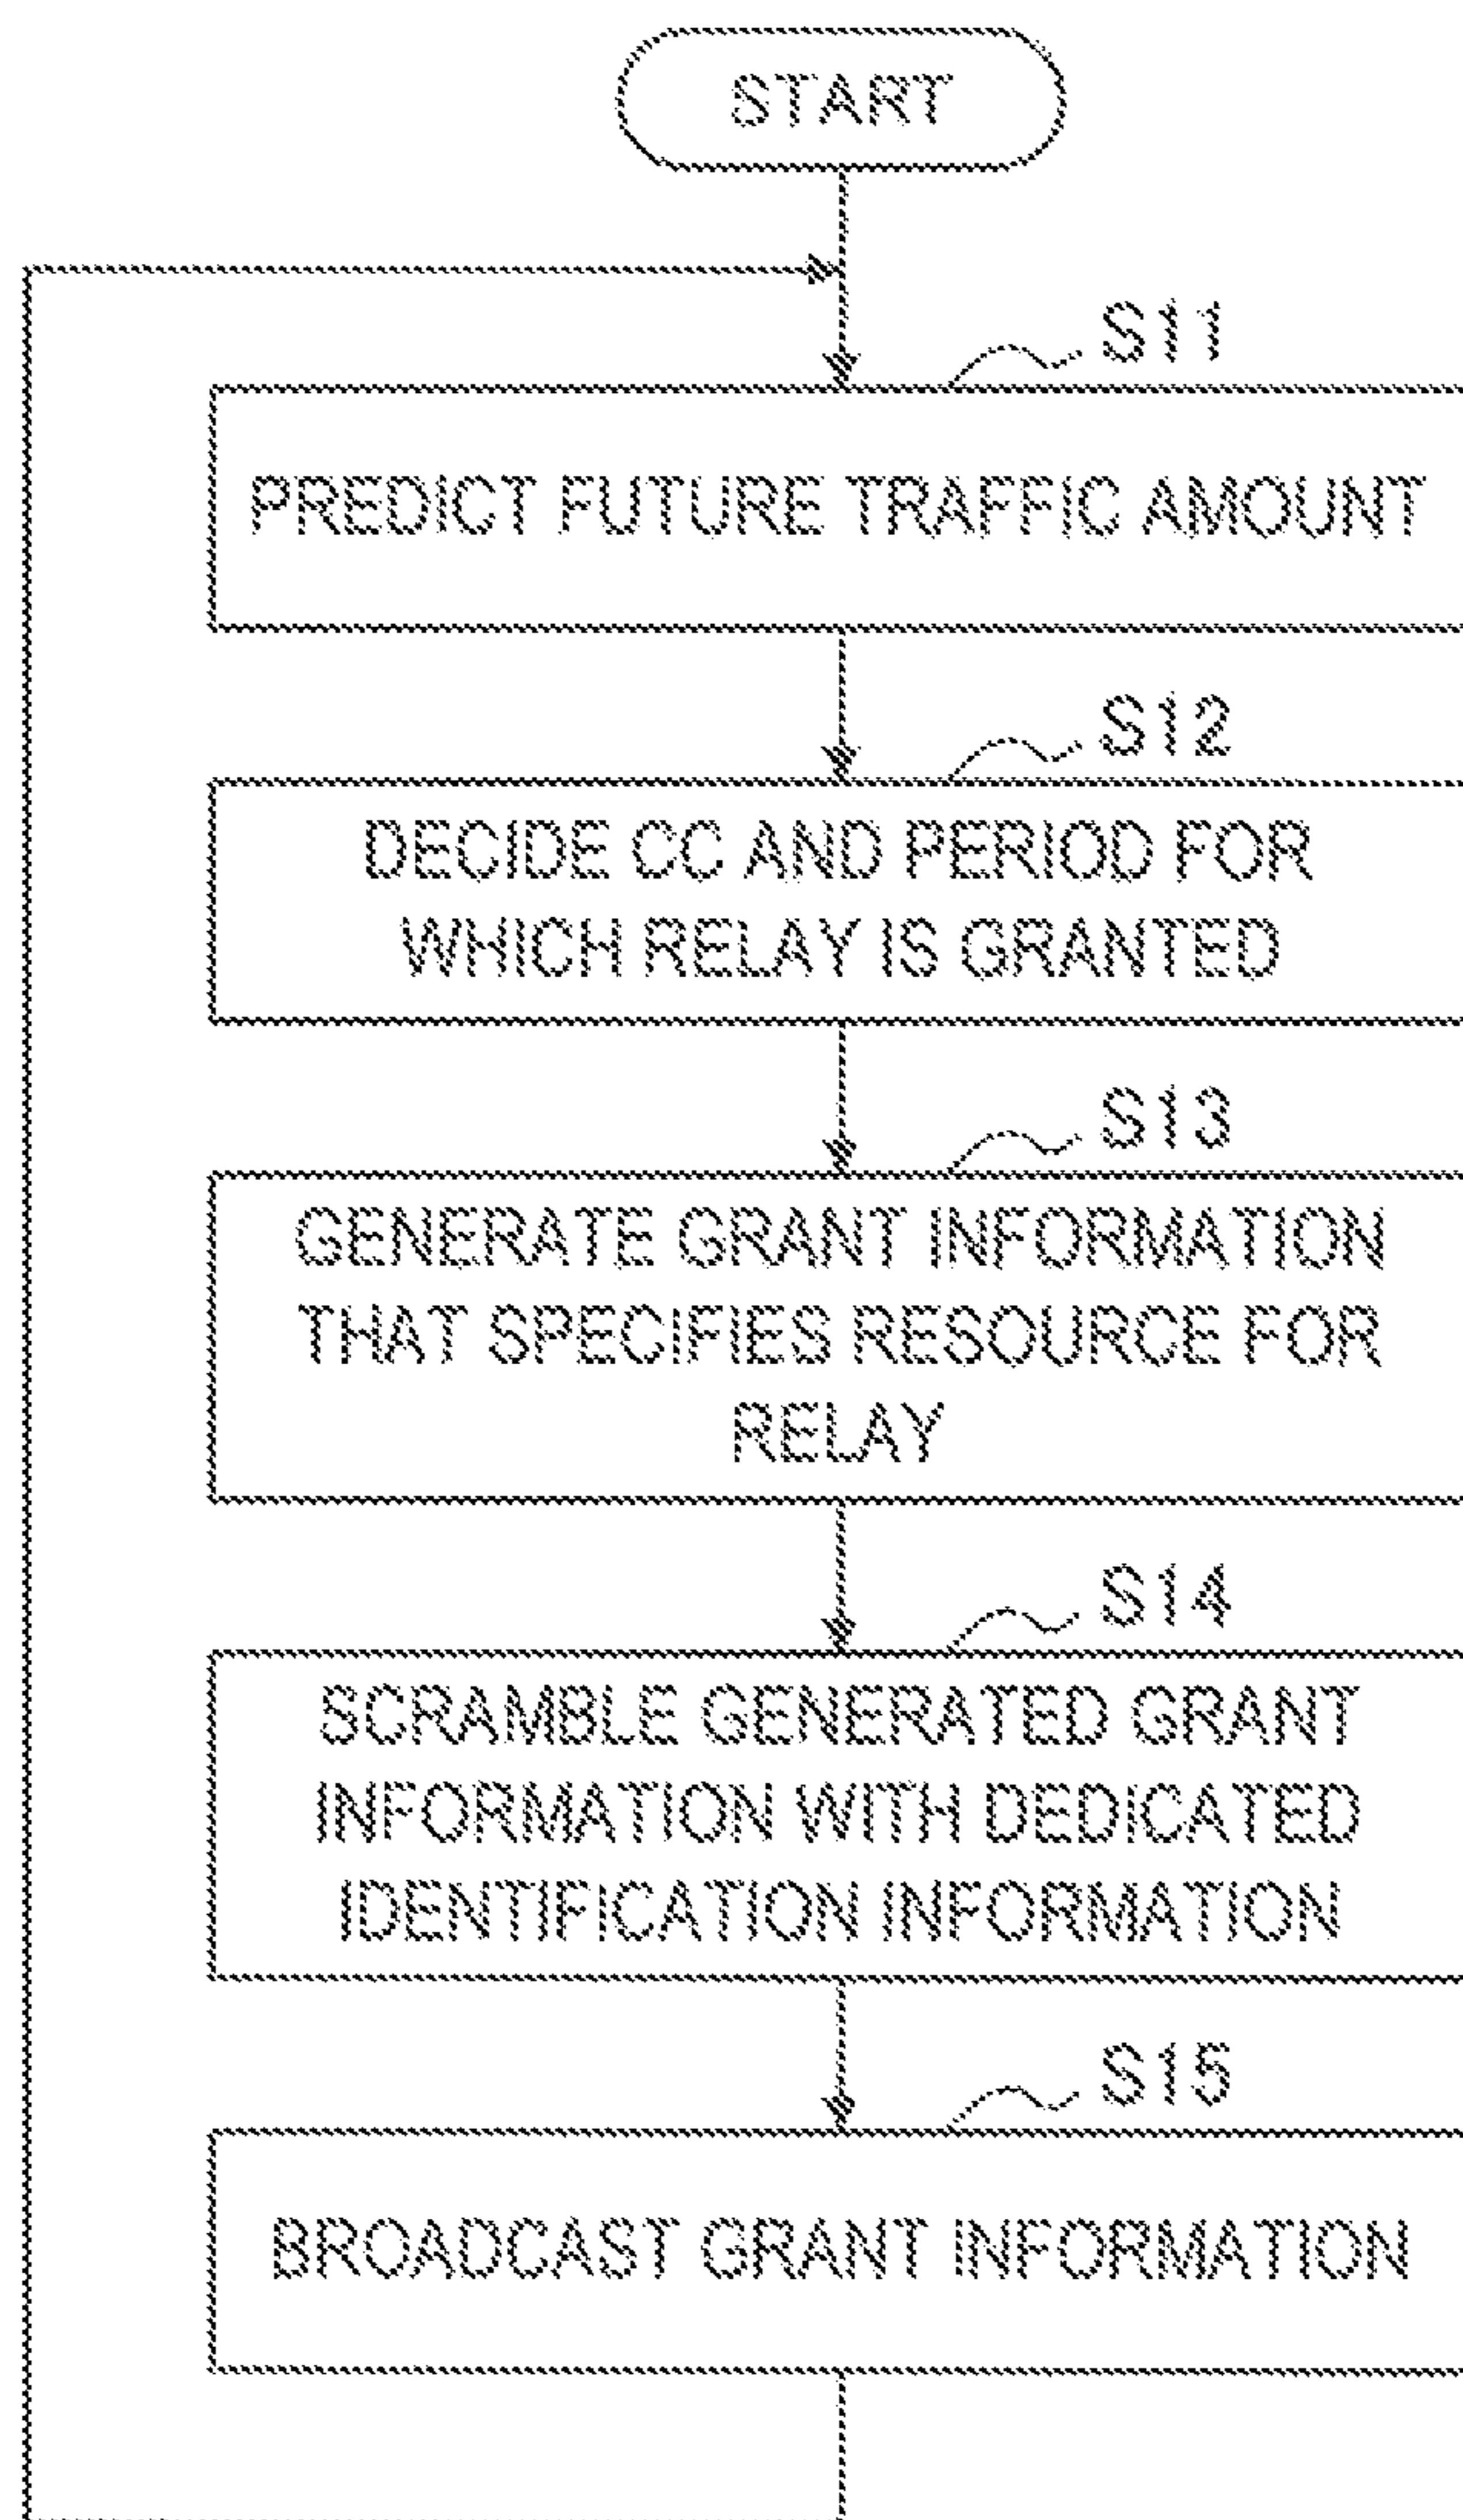 START
S11
PREDICT FUTURE TRAFFIC AMOUNT
S12
DECIDE CC AND PERIOD FOR
WHICH RELAY IS GRANTED
S13
GENERATE GRANT INFORMATION
THAT SPECIFIES RESOURCE FOR
RELAY
S14
SCRAMBLE GENERATED GRANT
INFORMATION WITH DEDICATED
IDENTIFICATION INFORMATION
S15
BROADCAST GRANT INFORMATION